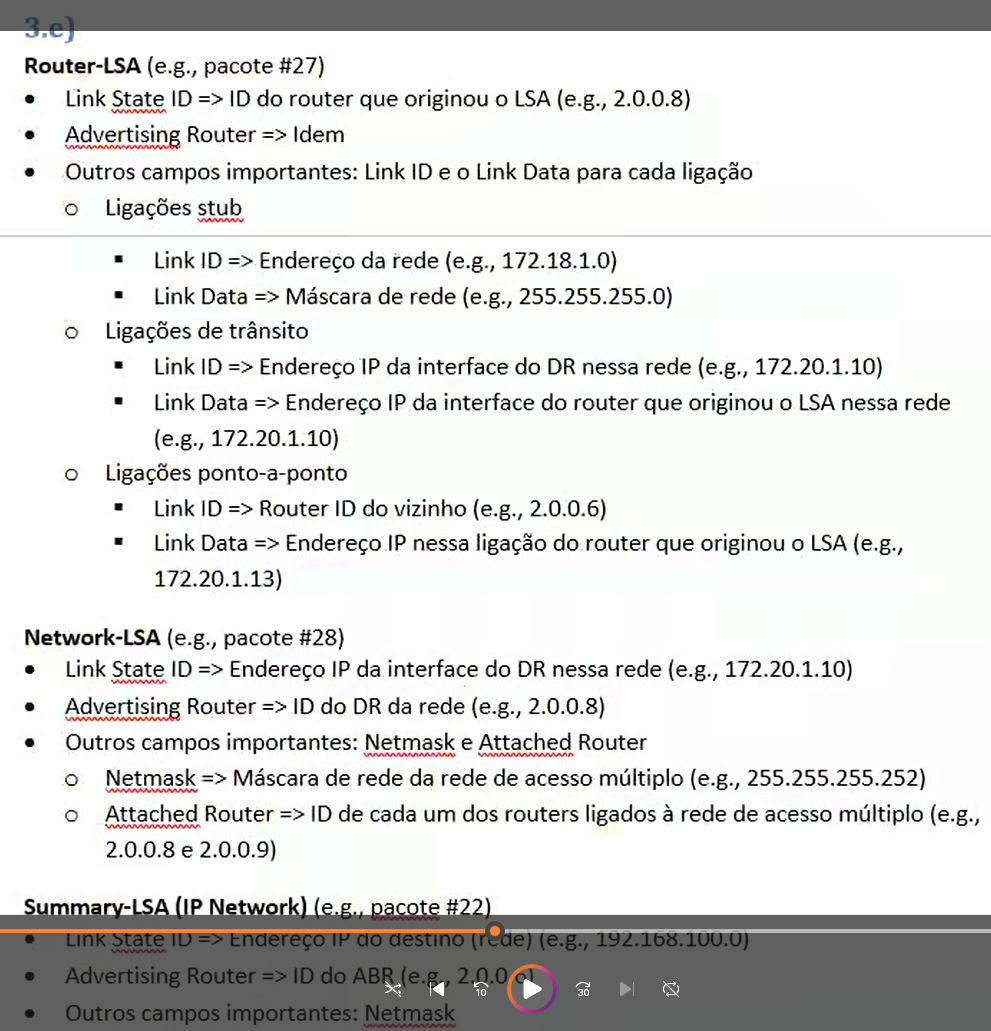 3.e)
Router-LSA (e.g., pacote #27)
• Link State ID => ID do router que originou o LSA (e.g., 2.0.0.8)
• Advertising Router => Idem
• Outros campos importantes: Link ID e o Link Data para cada ligação
o Ligações stub
▪ Link ID => Endereço da rede (e.g., 172.18.1.0)
▪ Link Data => Máscara de rede (e.g., 255.255.255.0)
o Ligações de trânsito
▪ Link ID => Endereço IP da interface do DR nessa rede (e.g., 172.20.1.10)
▪ Link Data => Endereço IP da interface do router que originou o LSA nessa rede
(e.g., 172.20.1.10)
o Ligações ponto-a-ponto
▪ Link ID => Router ID do vizinho (e.g., 2.0.0.6)
▪ Link Data => Endereço IP nessa ligação do router que originou o LSA (e.g.,
172.20.1.13)
Network-LSA (e.g., pacote #28)
• Link State ID => Endereço IP da interface do DR nessa rede (e.g., 172.20.1.10)
• Advertising Router => ID do DR da rede (e.g., 2.0.0.8)
• Outros campos importantes: Netmask e Attached Router
o Netmask => Máscara de rede da rede de acesso múltiplo (e.g., 255.255.255.252)
o Attached Router => ID de cada um dos routers ligados à rede de acesso múltiplo (e.g.,
2.0.0.8 e 2.0.0.9)
Summary-LSA (IP Network) (e.g., pacote #22)
• Link State ID => Endereço IP do destino (rede) (e.g., 192.168.100.0)
• Advertising Router => ID do ABR (e.g., 2.0.0.6)
10
30
• Outros campos importantes: Netmask